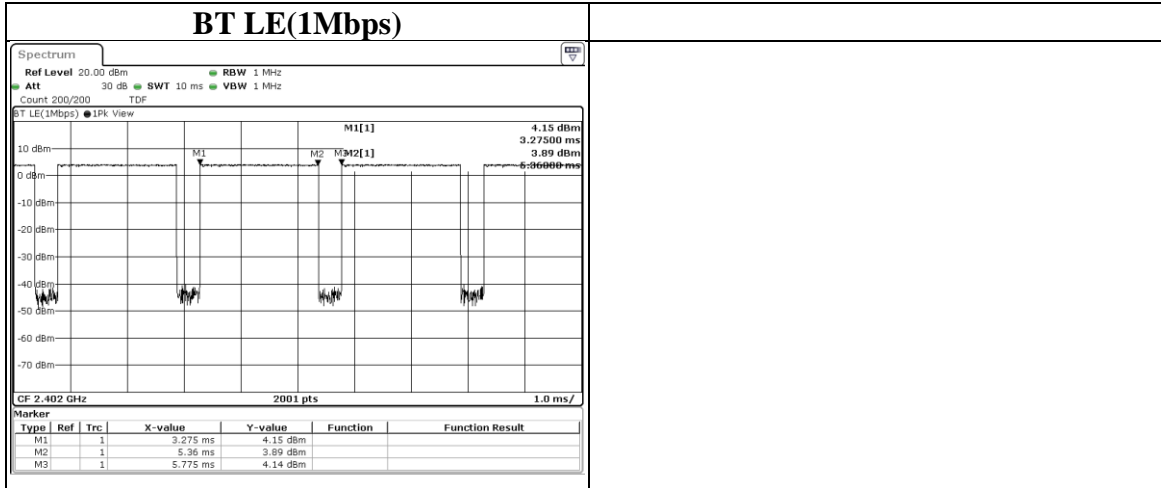 BT LE(1Mbps)
Spectrum
Ref Level 20.00 dBm RBW 1 MHz
Att 30 dB SWT 10 ms VBW 1 MHz
Count 200/200 TDF
BT LE(1Mbps) 1Pk View
M1[1] 4.15 dBm
3.27500 ms
10 dBm
M1 M2 M3
M2[1] 3.89 dBm
5.36000 ms
0 dBm
-10 dBm
-20 dBm
-30 dBm
-40 dBm
-50 dBm
-60 dBm
-70 dBm
CF 2.402 GHz 2001 pts 1.0 ms/
Marker
Type Ref Trc X-value Y-value Function Function Result
M1 1 3.275 ms 4.15 dBm
M2 1 5.36 ms 3.89 dBm
M3 1 5.775 ms 4.14 dBm